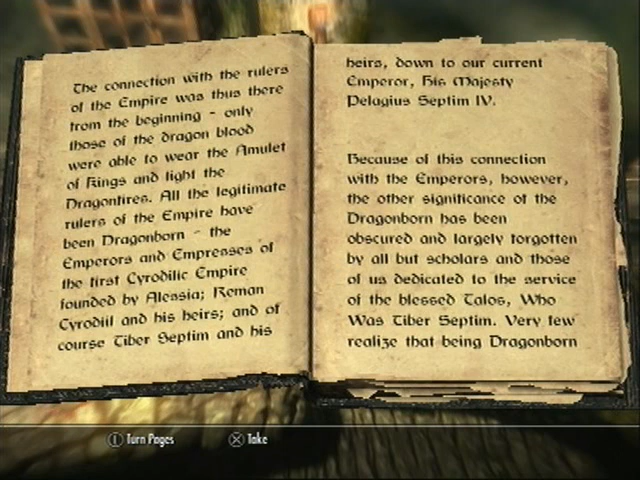 The connection with the rulers
of the Empire was thus there
from the beginning - only
those of the dragon blood
were able to wear the Amulet
of Kings and light the
Dragonfires. All the legitimate
rulers of the Empire have
been Dragonborn - the
Emperors and Empresses of
the first Cyrodilic Empire
founded by Alessia; Reman
Cyrodiil and his heirs; and of
course Tiber Septim and his
heirs, down to our current
Emperor, His Majesty
Pelagius Septim IV.
Because of this connection
with the Emperors, however,
the other significance of the
Dragonborn has been
obscured and largely forgotten
by all but scholars and those
of us dedicated to the service
of the blessed Talos, Who
Was Tiber Septim. Very few
realize that being Dragonborn
Turn Pages
Take